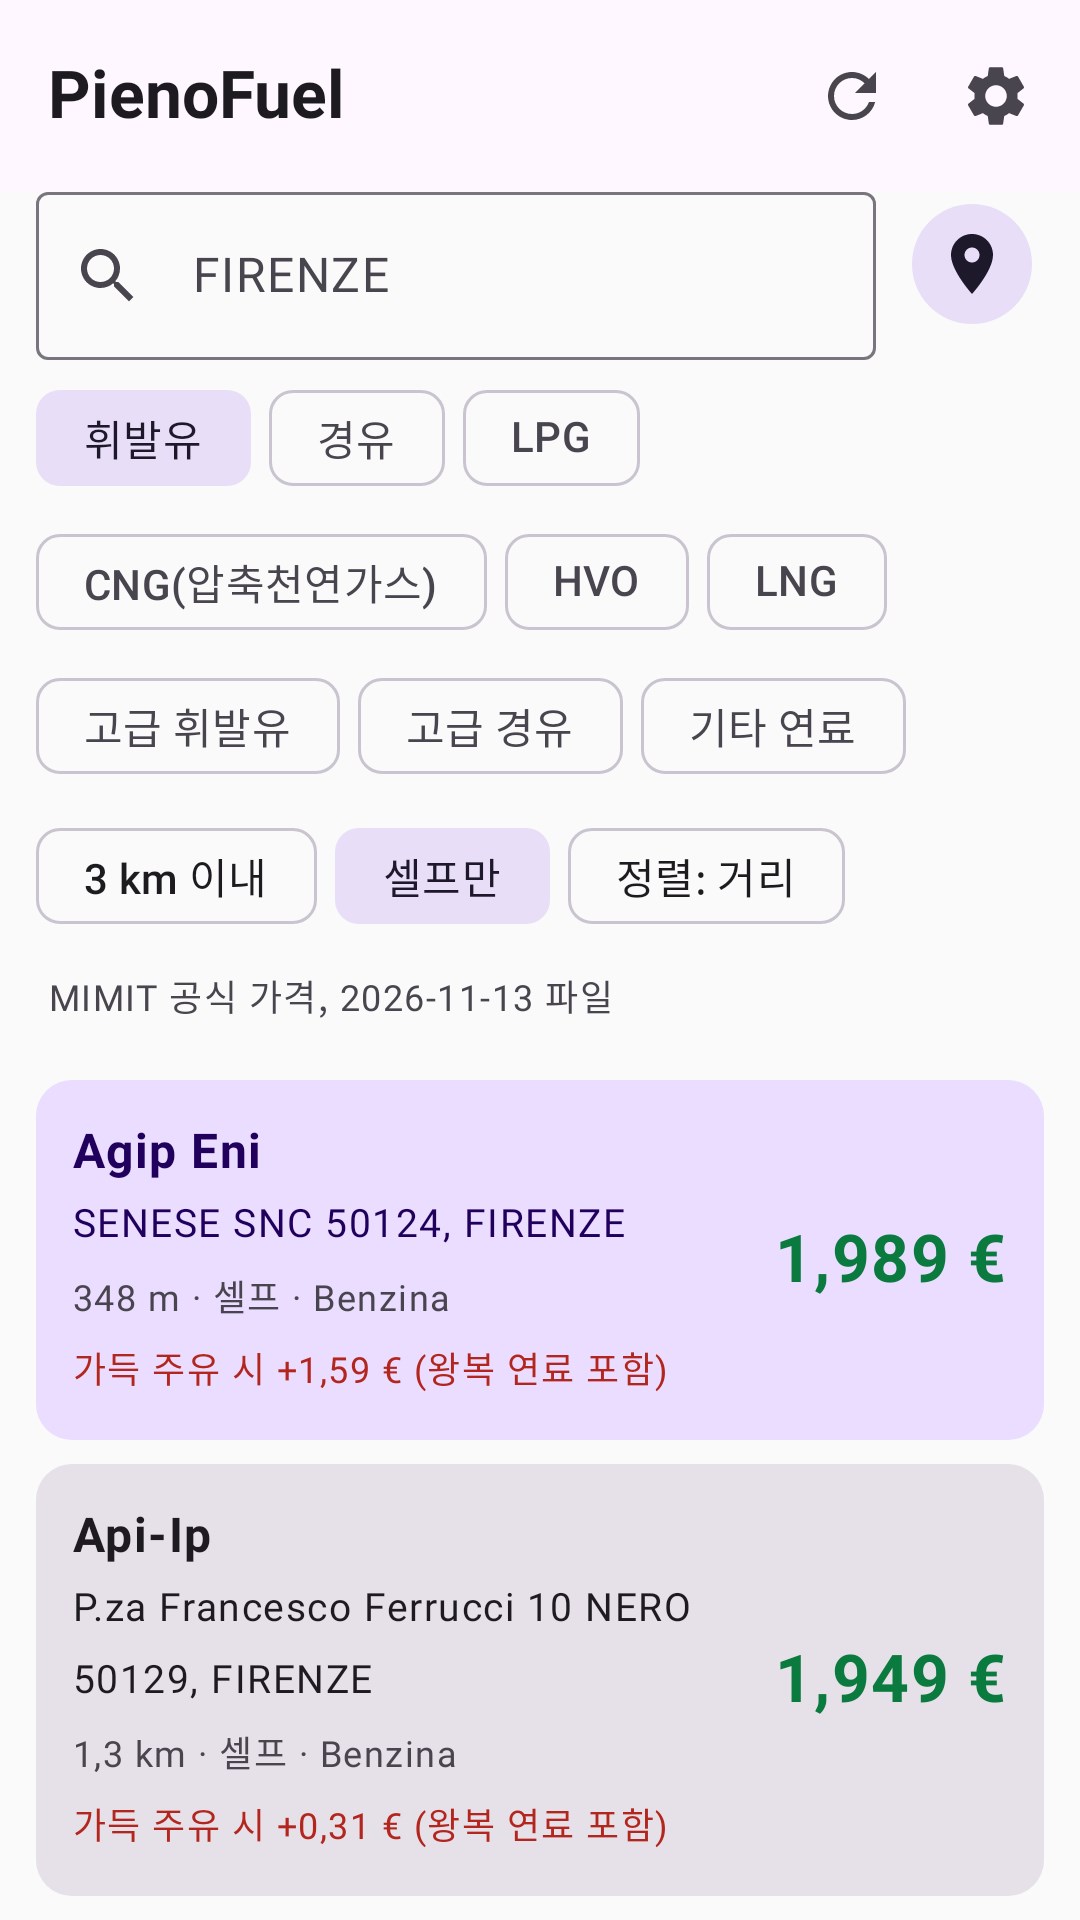 PienoFuel
FIRENZE
휘발유 경유 LPG
CNG(압축천연가스) HVO LNG
고급 휘발유 고급 경유 기타 연료
3 km 이내 셀프만 정렬: 거리
MIMIT 공식 가격, 2026-11-13 파일
Agip Eni
SENESE SNC 50124, FIRENZE
1,989 €
348 m · 셀프 · Benzina
가득 주유 시 +1,59 € (왕복 연료 포함)
Api-Ip
P.za Francesco Ferrucci 10 NERO
50129, FIRENZE
1,949 €
1,3 km · 셀프 · Benzina
가득 주유 시 +0,31 € (왕복 연료 포함)